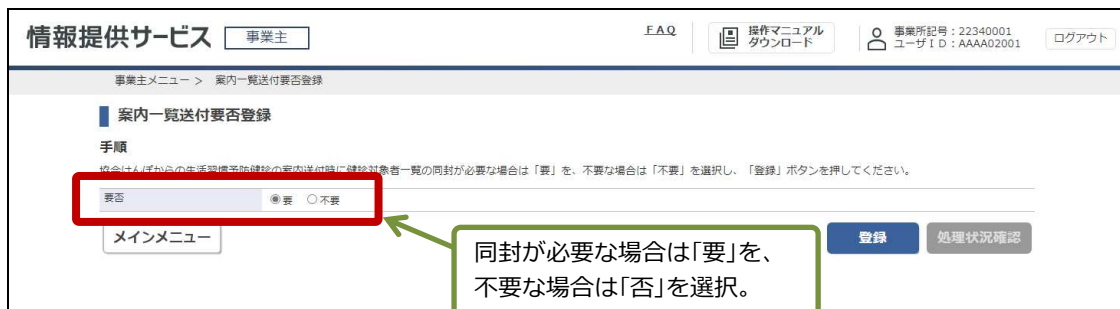 情報提供サービス 事業主
FAQ
操作マニュアル
ダウンロード
事業所記号：22340001
ユーザＩＤ：AAAA02001
ログアウト
事業主メニュー ＞ 案内一覧送付要否登録
案内一覧送付要否登録
手順
協会けんぽからの生活習慣予防健診の案内送付時に健診対象者一覧の同封が必要な場合は「要」を、不要な場合は「不要」を選択し、「登録」ボタンを押してください。
要否 要 不要
メインメニュー
登録
処理状況確認
同封が必要な場合は「要」を、
不要な場合は「否」を選択。